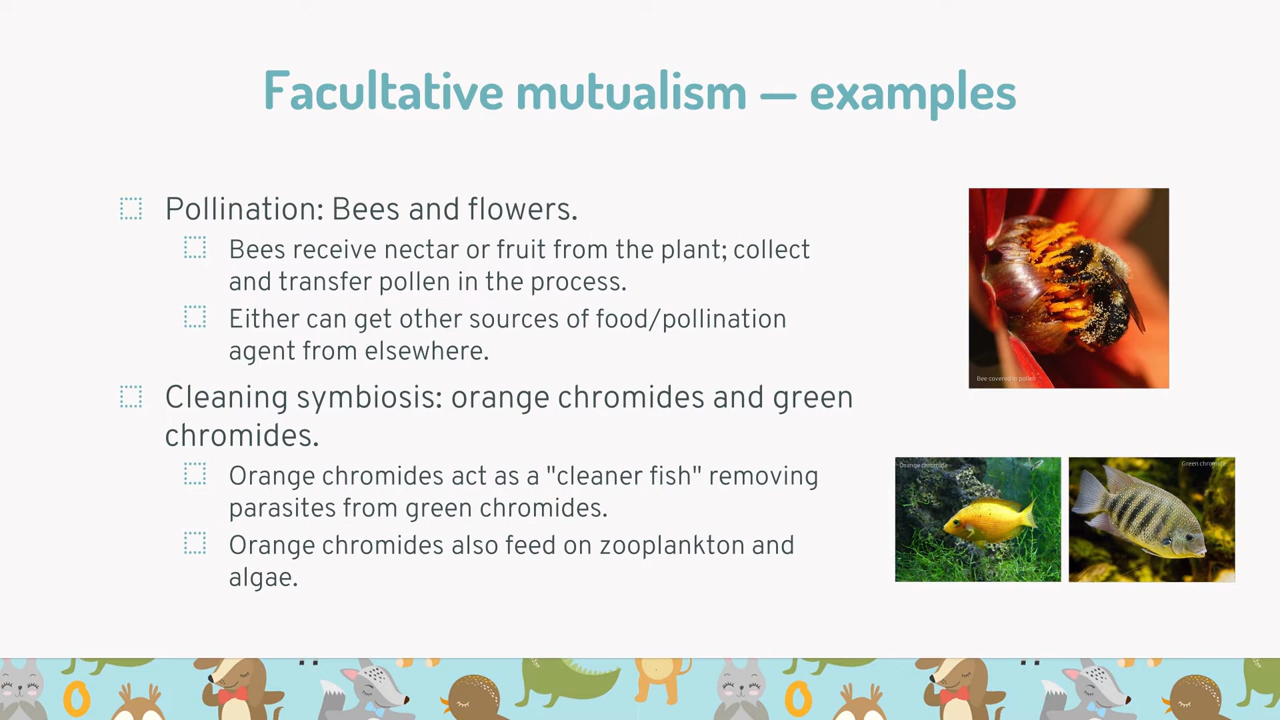 Facultative mutualism — examples
Pollination: Bees and flowers.
Bees receive nectar or fruit from the plant; collect
and transfer pollen in the process.
Either can get other sources of food/pollination
agent from elsewhere.
Cleaning symbiosis: orange chromides and green
chromides.
Orange chromides act as a "cleaner fish" removing
parasites from green chromides.
Orange chromides also feed on zooplankton and
algae.
Bee covered in pollen
Orange chromide
Green chromide